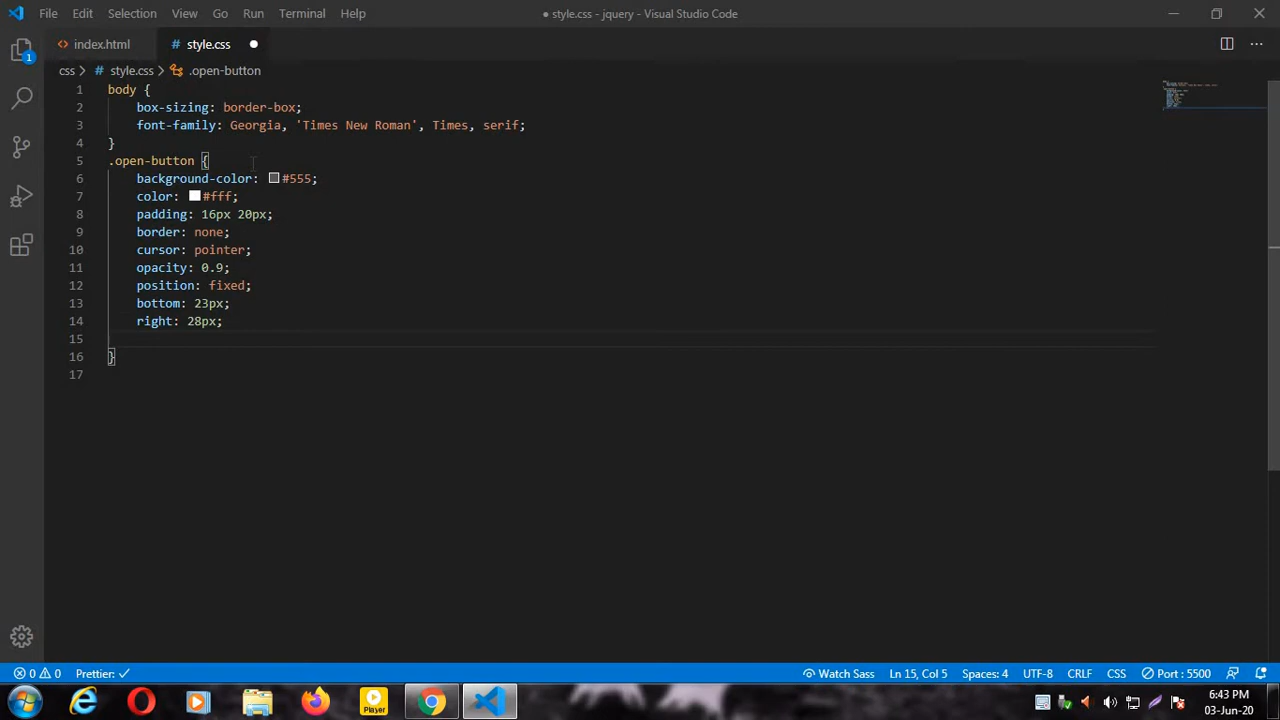 File Edit Selection View Go Run Terminal Help ● style.css - jquery - Visual Studio Code
<> index.html # style.css ●
css > # style.css > .open-button
1 body {
2 box-sizing: border-box;
3 font-family: Georgia, 'Times New Roman', Times, serif;
4 }
5 .open-button {
6 background-color: #555;
7 color: #fff;
8 padding: 16px 20px;
9 border: none;
10 cursor: pointer;
11 opacity: 0.9;
12 position: fixed;
13 bottom: 23px;
14 right: 28px;
15
16 }
17
1
0 0 Prettier: ✓ Watch Sass Ln 15, Col 5 Spaces: 4 UTF-8 CRLF CSS Port : 5500
Player
6:43 PM
03-Jun-20